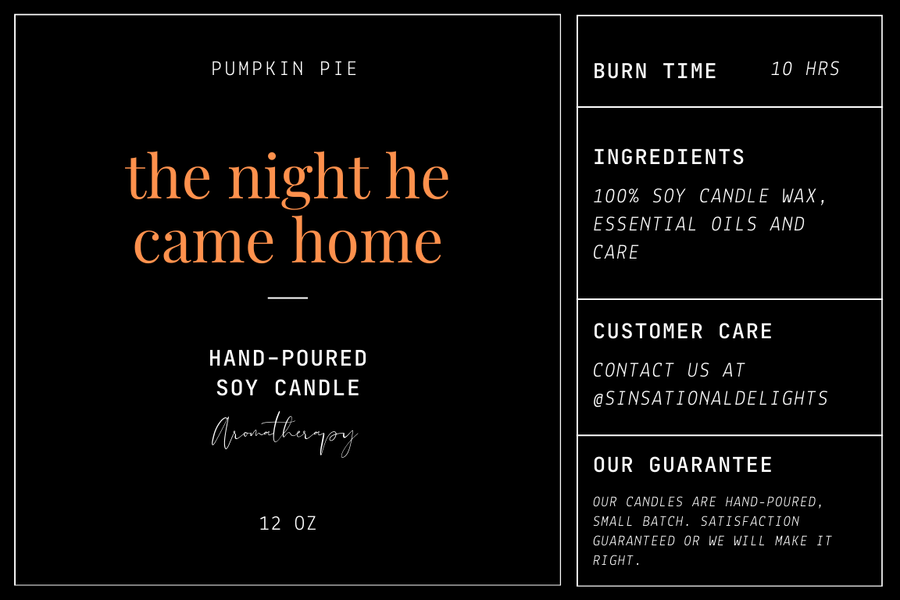 PUMPKIN PIE
the night he
came home
HAND-POURED
SOY CANDLE
Aromatherapy
12 OZ
BURN TIME 10 HRS
INGREDIENTS
100% SOY CANDLE WAX,
ESSENTIAL OILS AND
CARE
CUSTOMER CARE
CONTACT US AT
@SINSATIONALDELIGHTS
OUR GUARANTEE
OUR CANDLES ARE HAND-POURED,
SMALL BATCH. SATISFACTION
GUARANTEED OR WE WILL MAKE IT
RIGHT.